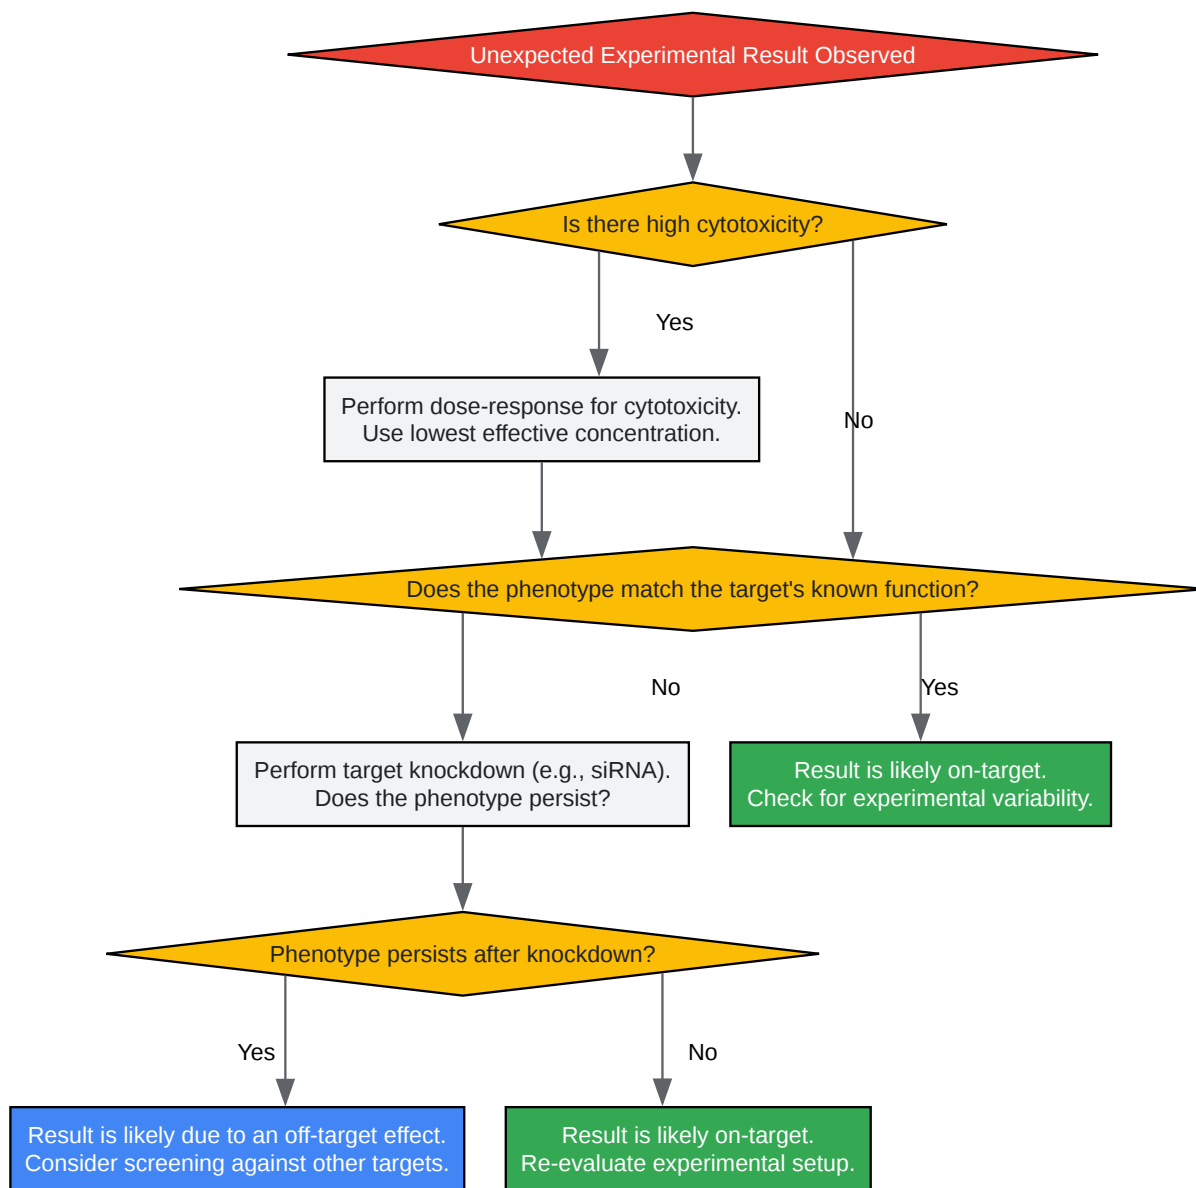 Unexpected Experimental Result Observed
Is there high cytotoxicity?
Yes
Perform dose-response for cytotoxicity.
Use lowest effective concentration.
No
Does the phenotype match the target's known function?
No
Yes
Perform target knockdown (e.g., siRNA).
Does the phenotype persist?
Result is likely on-target.
Check for experimental variability.
Phenotype persists after knockdown?
Yes
No
Result is likely due to an off-target effect.
Consider screening against other targets.
Result is likely on-target.
Re-evaluate experimental setup.